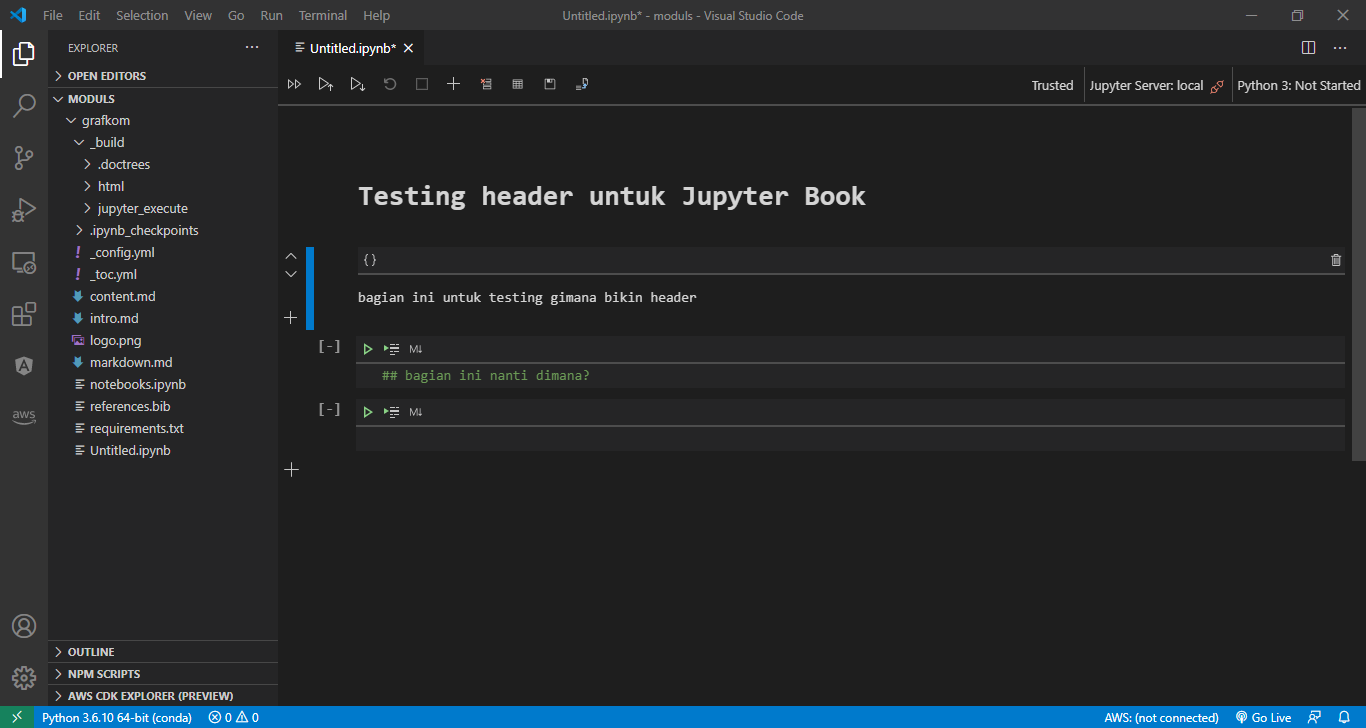 File Edit Selection View Go Run Terminal Help Untitled.ipynb* - moduls - Visual Studio Code
EXPLORER
OPEN EDITORS
MODULS
grafkom
_build
.doctrees
html
jupyter_execute
.ipynb_checkpoints
_config.yml
_toc.yml
content.md
intro.md
logo.png
markdown.md
notebooks.ipynb
references.bib
requirements.txt
Untitled.ipynb
OUTLINE
NPM SCRIPTS
AWS CDK EXPLORER (PREVIEW)
aws
Untitled.ipynb*
Trusted Jupyter Server: local Python 3: Not Started
Testing header untuk Jupyter Book
{}
bagian ini untuk testing gimana bikin header
[-] M↓
## bagian ini nanti dimana?
[-] M↓
Python 3.6.10 64-bit (conda) 0 0 AWS: (not connected) Go Live